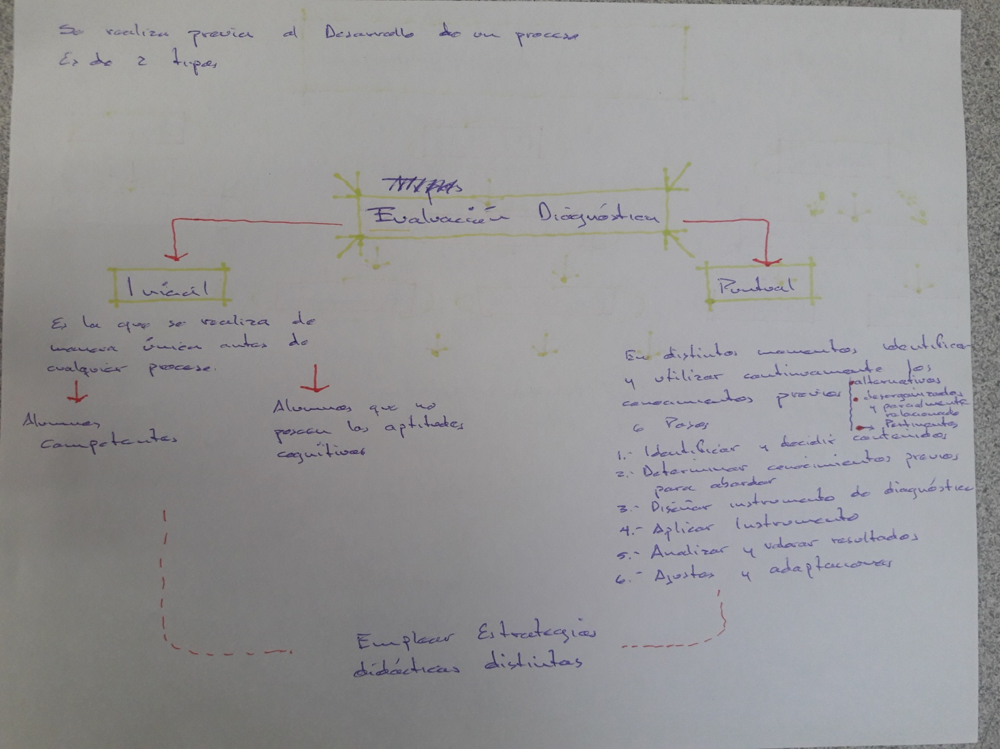 Se realiza previa al Desarrollo de un proceso
Es de 2 tipos
Evaluación Diagnóstica
Inicial
Es la que se realiza de
manera única antes de
cualquier proceso.
Alumnos
competentes
Alumnos que no
poseen las aptitudes
cognitivas
Puntual
En distintos momentos identificar
y utilizar continuamente los
conocimientos previos
alternativos
desorganizados
y parcialmente
relacionado
Pertinentes
6 Pasos
1.- Identificar y decidir contenidos
2.- Determinar conocimientos previos
para abordar
3.- Diseñar instrumento de diagnóstico
4.- Aplicar Instrumento
5.- Analizar y valorar resultados
6.- Ajustes y adaptaciones
Emplear Estrategias
didácticas distintas